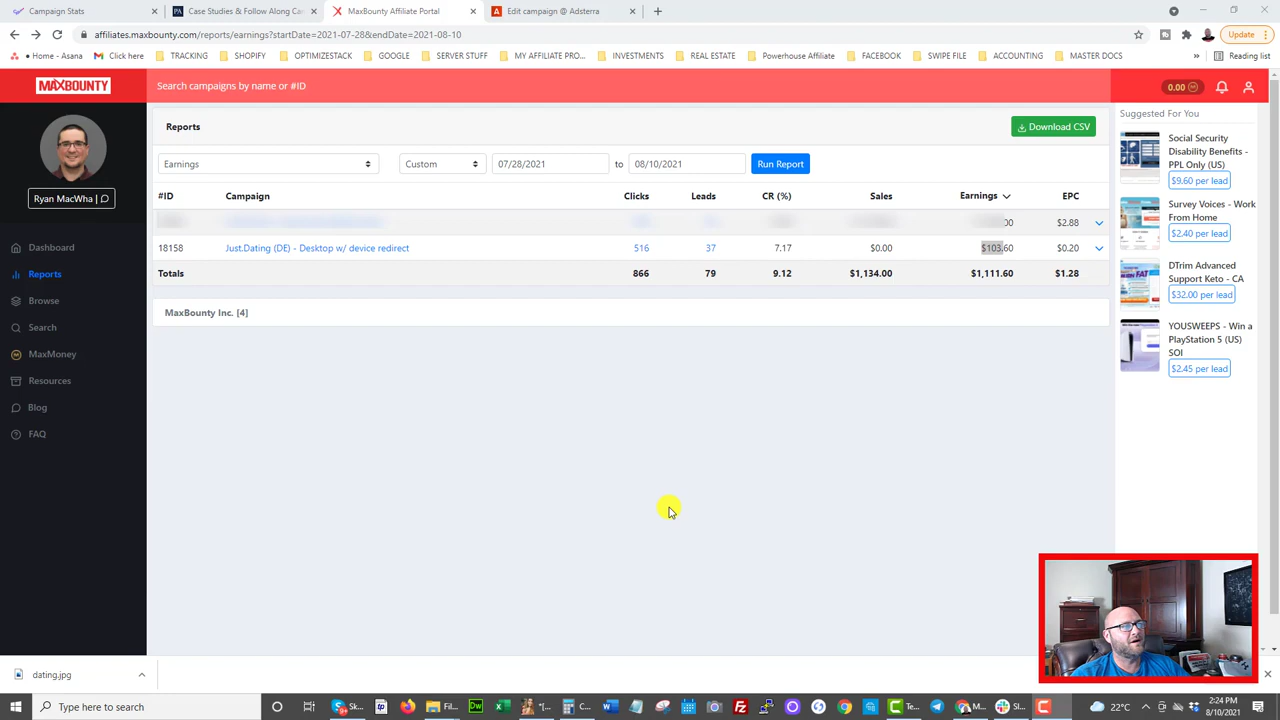 Campaign Stats
Case Studies & Follow Along Ca
MaxBounty Affiliate Portal
Edit campaign @ Adsterra
affiliates.maxbounty.com/reports/earnings?startDate=2021-07-28&endDate=2021-08-10
Update
• Home - Asana
Click here
TRACKING
SHOPIFY
OPTIMIZESTACK
GOOGLE
SERVER STUFF
MY AFFILIATE PRO...
INVESTMENTS
REAL ESTATE
Powerhouse Affiliate
FACEBOOK
SWIPE FILE
ACCOUNTING
MASTER DOCS
»
Reading list
MAXBOUNTY
Search campaigns by name or #ID
0.00
Ryan MacWha |
Dashboard
Reports
Browse
Search
MaxMoney
Resources
Blog
FAQ
Reports
Download CSV
Earnings
Custom
07/28/2021
to
08/10/2021
Run Report
#ID Campaign Clicks Leads CR (%) Sales Earnings EPC
00 $2.88
18158 Just.Dating (DE) - Desktop w/ device redirect 516 37 7.17 $0.00 $103.60 $0.20
Totals 866 79 9.12 $1,194.00 $1,111.60 $1.28
MaxBounty Inc. [4]
Suggested For You
Social Security
Disability Benefits -
PPL Only (US)
$9.60 per lead
Survey Voices - Work
From Home
$2.40 per lead
DTrim Advanced
Support Keto - CA
$32.00 per lead
YOUSWEEPS - Win a
PlayStation 5 (US)
SOI
$2.45 per lead
dating.jpg
Type here to search
Sk...
Fil...
Ca...
Te...
M...
Sli...
22°C
2:24 PM
8/10/2021